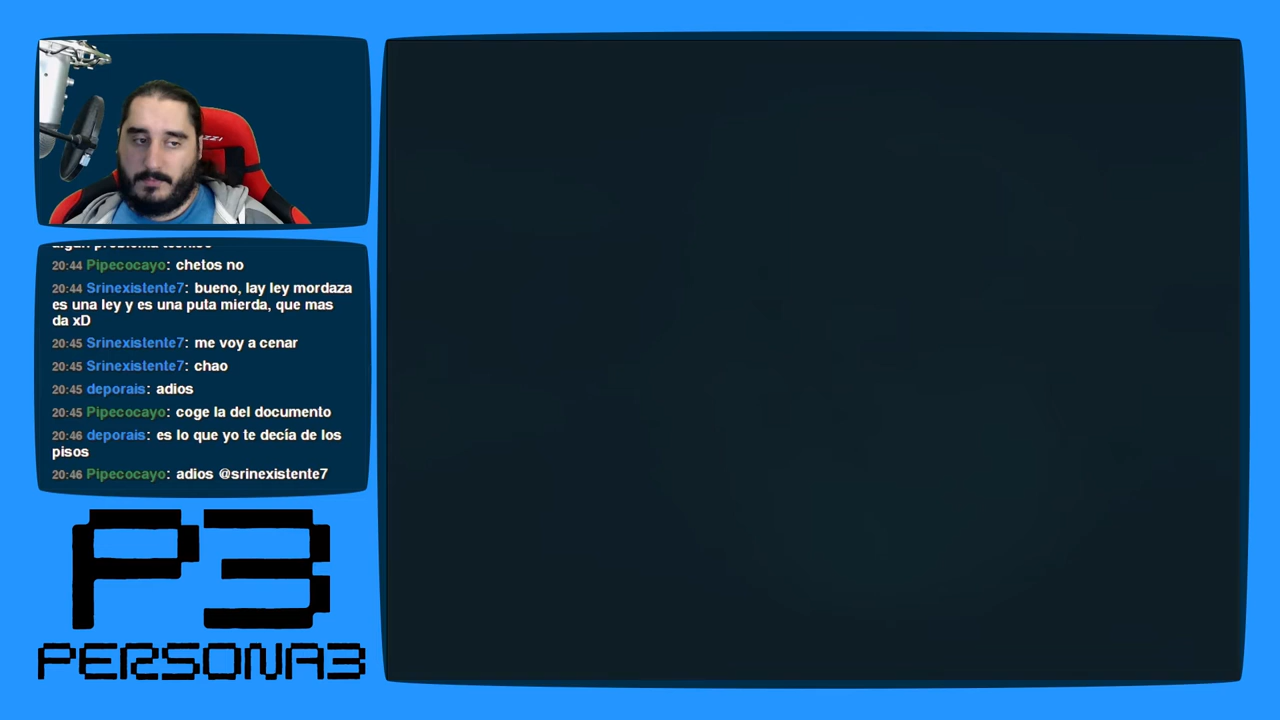 ZZI
20:44 Pipecocayo: chetos no
20:44 Srinexistente7: bueno, lay ley mordaza
es una ley y es una puta mierda, que mas
da xD
20:45 Srinexistente7: me voy a cenar
20:45 Srinexistente7: chao
20:45 deporais: adios
20:45 Pipecocayo: coge la del documento
20:46 deporais: es lo que yo te decía de los
pisos
20:46 Pipecocayo: adios @srinexistente7
P3
PERSONA3